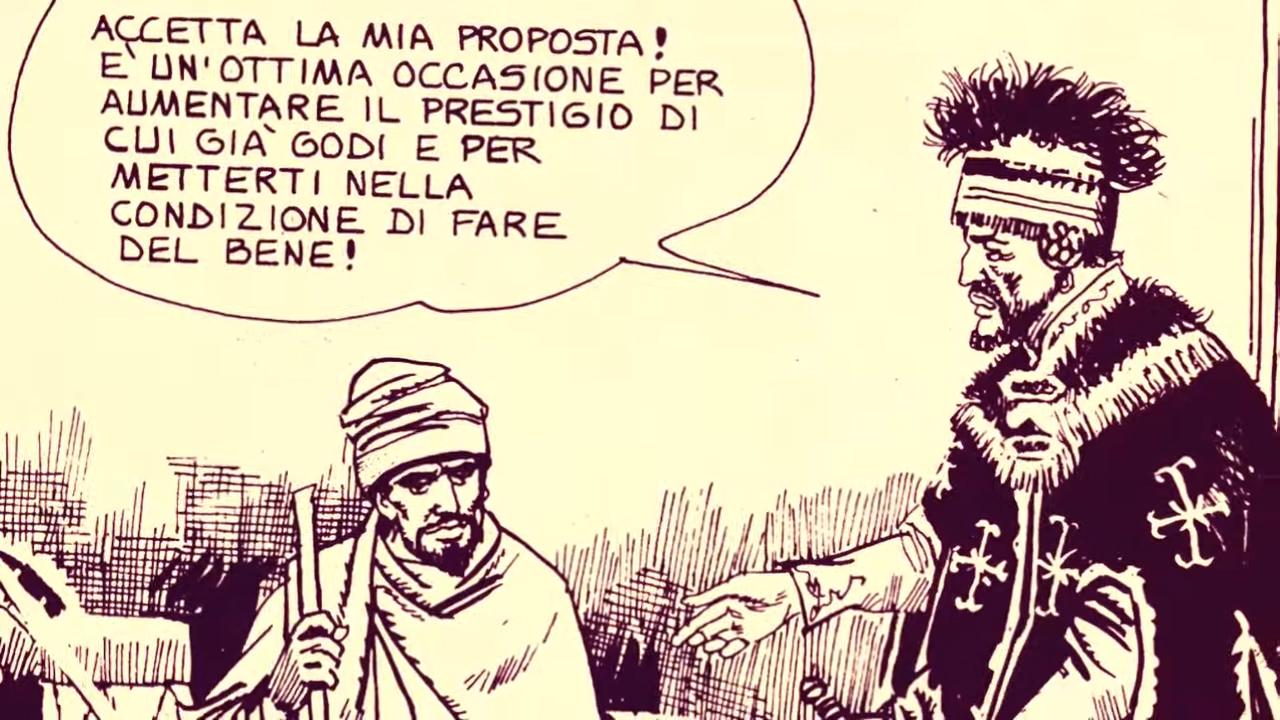 ACCETTA LA MIA PROPOSTA!
E' UN'OTTIMA OCCASIONE PER
AUMENTARE IL PRESTIGIO DI
CUI GIÀ GODI E PER
METTERTI NELLA
CONDIZIONE DI FARE
DEL BENE!